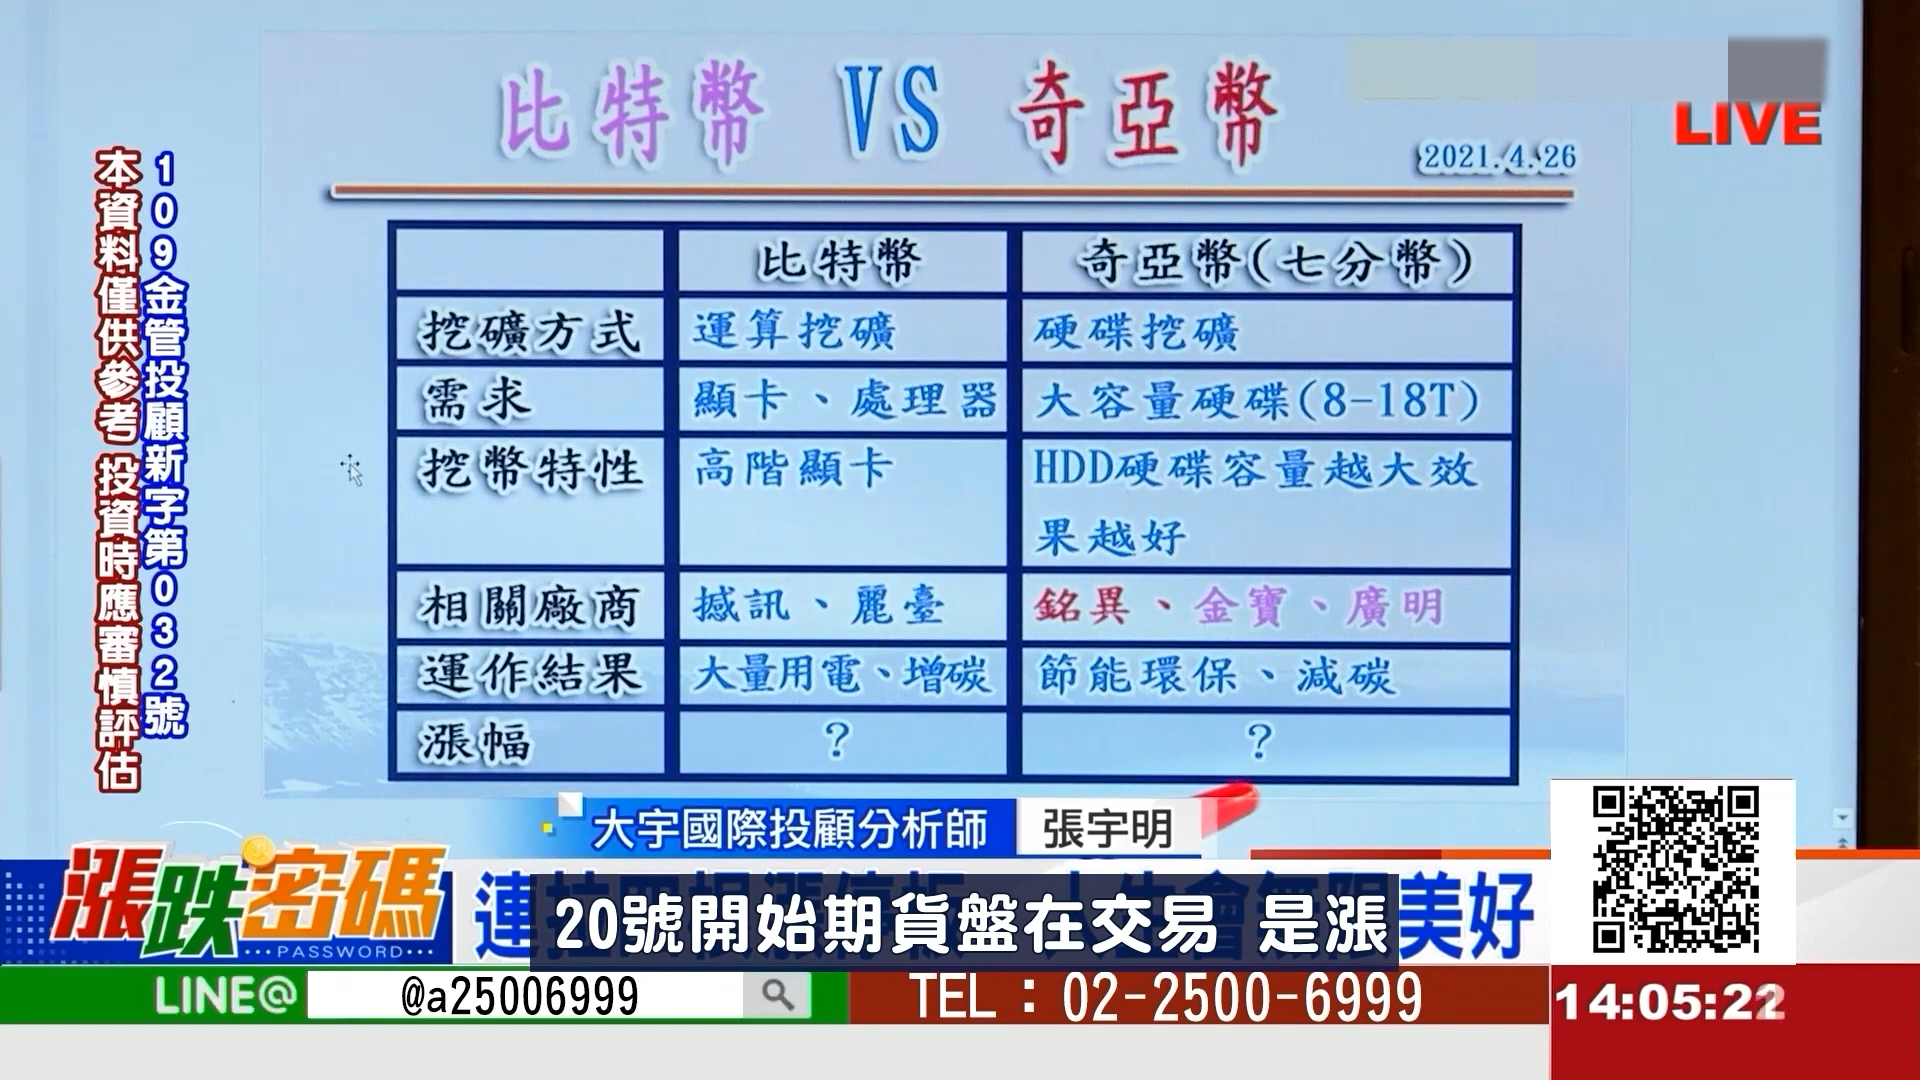 比特幣 VS 奇亞幣
LIVE
2021.4.26
109金管投顧新字第032號
本資料僅供參考 投資時應審慎評估
比特幣 奇亞幣(七分幣)
挖礦方式 運算挖礦 硬碟挖礦
需求 顯卡、處理器 大容量硬碟(8-18T)
挖幣特性 高階顯卡 HDD硬碟容量越大效
果越好
相關廠商 撼訊、麗臺 銘異、金寶、廣明
運作結果 大量用電、增碳 節能環保、減碳
漲幅 ? ?
大宇國際投顧分析師 張宇明
漲跌密碼
PASSWORD
連 美好
20號開始期貨盤在交易 是漲
LINE@ @a25006999 TEL：02-2500-6999
14:05:22